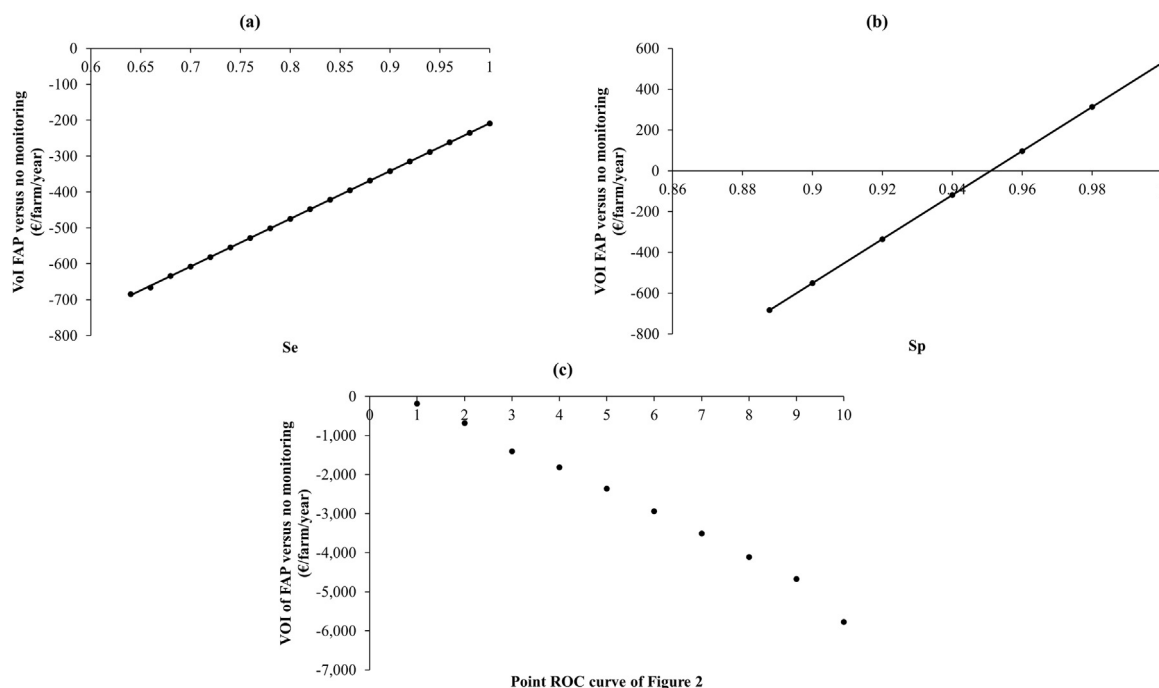 (a)
0
0.6 0.65 0.7 0.75 0.8 0.85 0.9 0.95 1
-100
-200
-300
-400
-500
-600
-700
-800
VoI FAP versus no monitoring
(€/farm/year)
Se
(b)
600
400
200
0
0.86 0.88 0.9 0.92 0.94 0.96 0.98
-200
-400
-600
-800
VOI FAP versus no monitoring
(€/farm/year)
Sp
(c)
0
0 1 2 3 4 5 6 7 8 9 10
-1,000
-2,000
-3,000
-4,000
-5,000
-6,000
-7,000
VOI of FAP versus no monitoring
(€/farm/year)
Point ROC curve of Figure 2